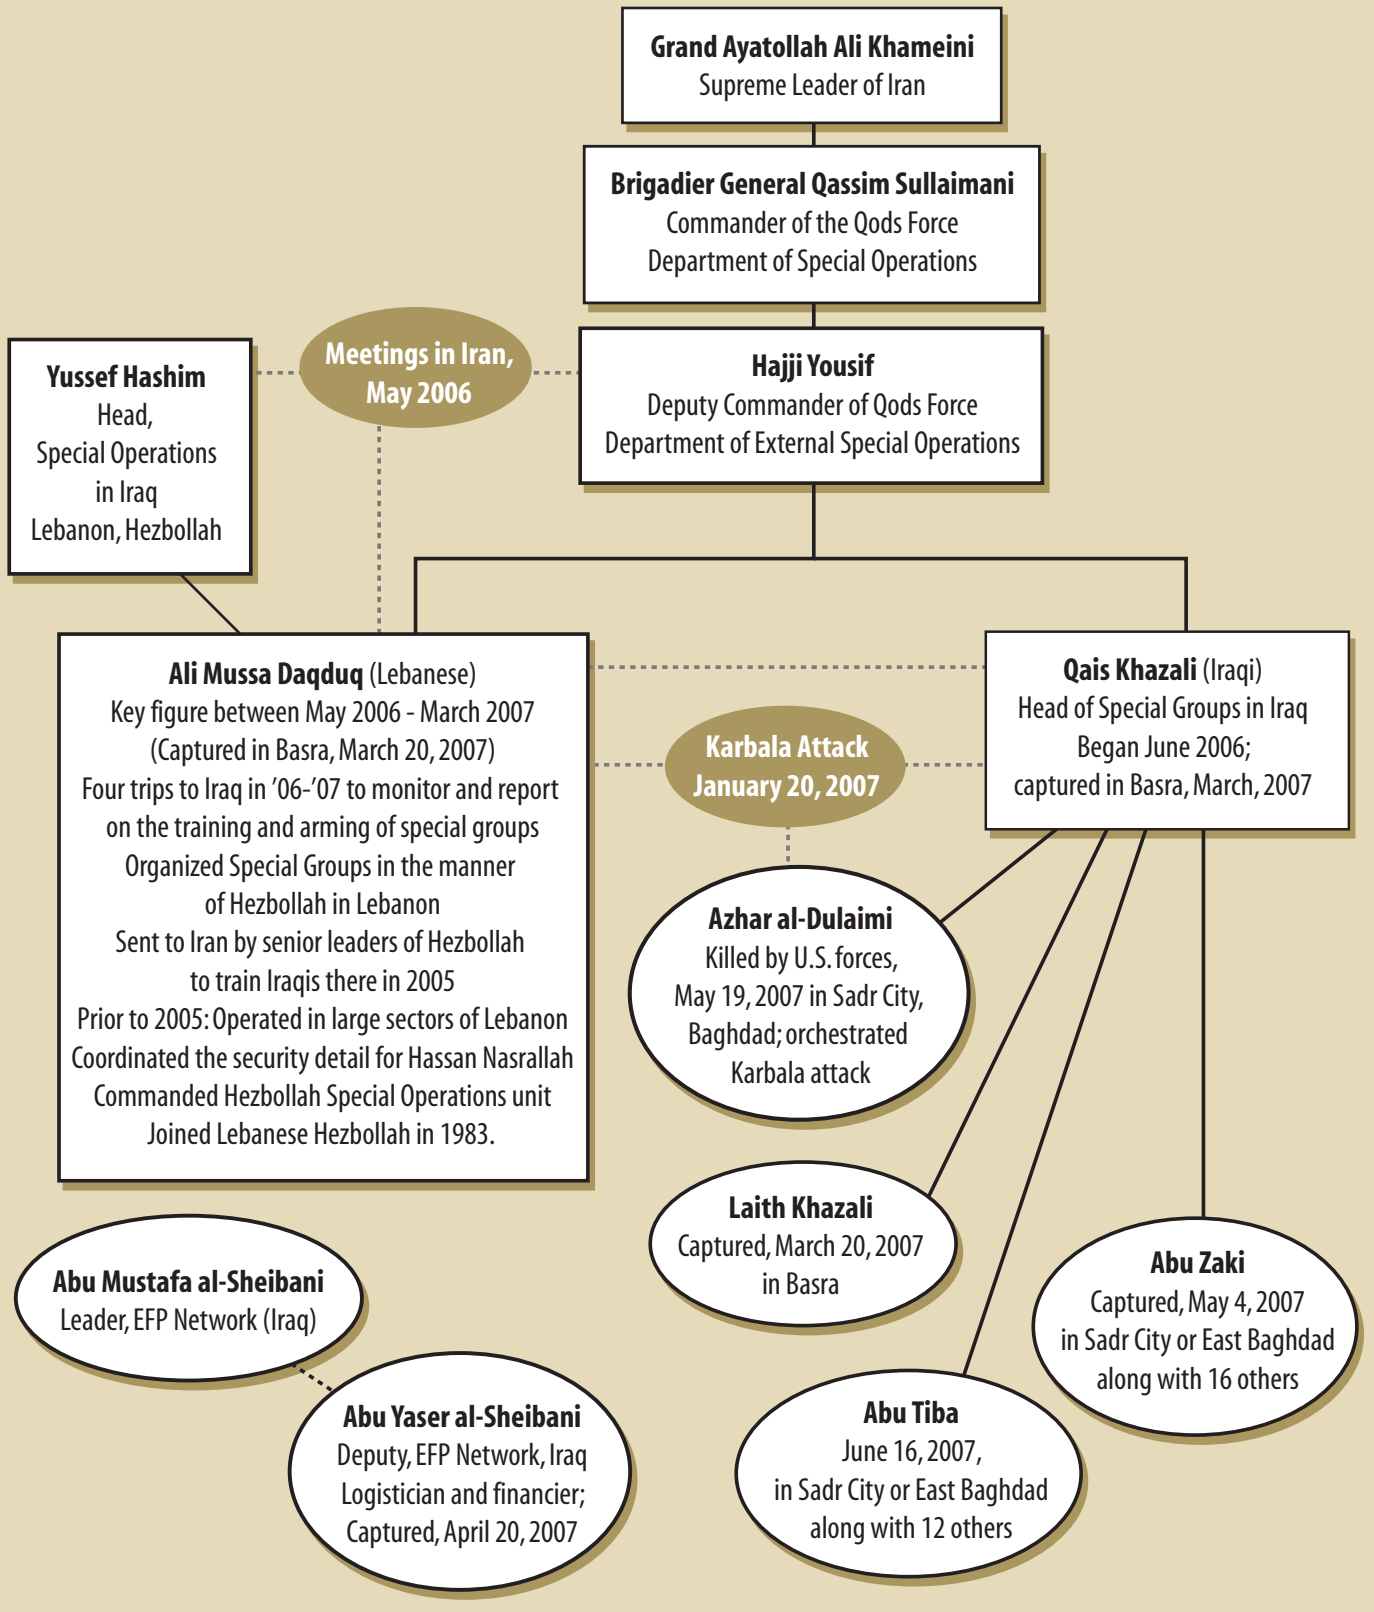 Grand Ayatollah Ali Khameini
Supreme Leader of Iran
Brigadier General Qassim Sullaimani
Commander of the Qods Force
Department of Special Operations
Meetings in Iran,
May 2006
Yussef Hashim
Head,
Special Operations
in Iraq
Lebanon, Hezbollah
Hajji Yousif
Deputy Commander of Qods Force
Department of External Special Operations
Ali Mussa Daqduq (Lebanese)
Key figure between May 2006 - March 2007
(Captured in Basra, March 20, 2007)
Four trips to Iraq in ’06-’07 to monitor and report
on the training and arming of special groups
Organized Special Groups in the manner
of Hezbollah in Lebanon
Sent to Iran by senior leaders of Hezbollah
to train Iraqis there in 2005
Prior to 2005: Operated in large sectors of Lebanon
Coordinated the security detail for Hassan Nasrallah
Commanded Hezbollah Special Operations unit
Joined Lebanese Hezbollah in 1983.
Karbala Attack
January 20, 2007
Qais Khazali (Iraqi)
Head of Special Groups in Iraq
Began June 2006;
captured in Basra, March, 2007
Azhar al-Dulaimi
Killed by U.S. forces,
May 19, 2007 in Sadr City,
Baghdad; orchestrated
Karbala attack
Laith Khazali
Captured, March 20, 2007
in Basra
Abu Zaki
Captured, May 4, 2007
in Sadr City or East Baghdad
along with 16 others
Abu Mustafa al-Sheibani
Leader, EFP Network (Iraq)
Abu Yaser al-Sheibani
Deputy, EFP Network, Iraq
Logistician and financier;
Captured, April 20, 2007
Abu Tiba
June 16, 2007,
in Sadr City or East Baghdad
along with 12 others